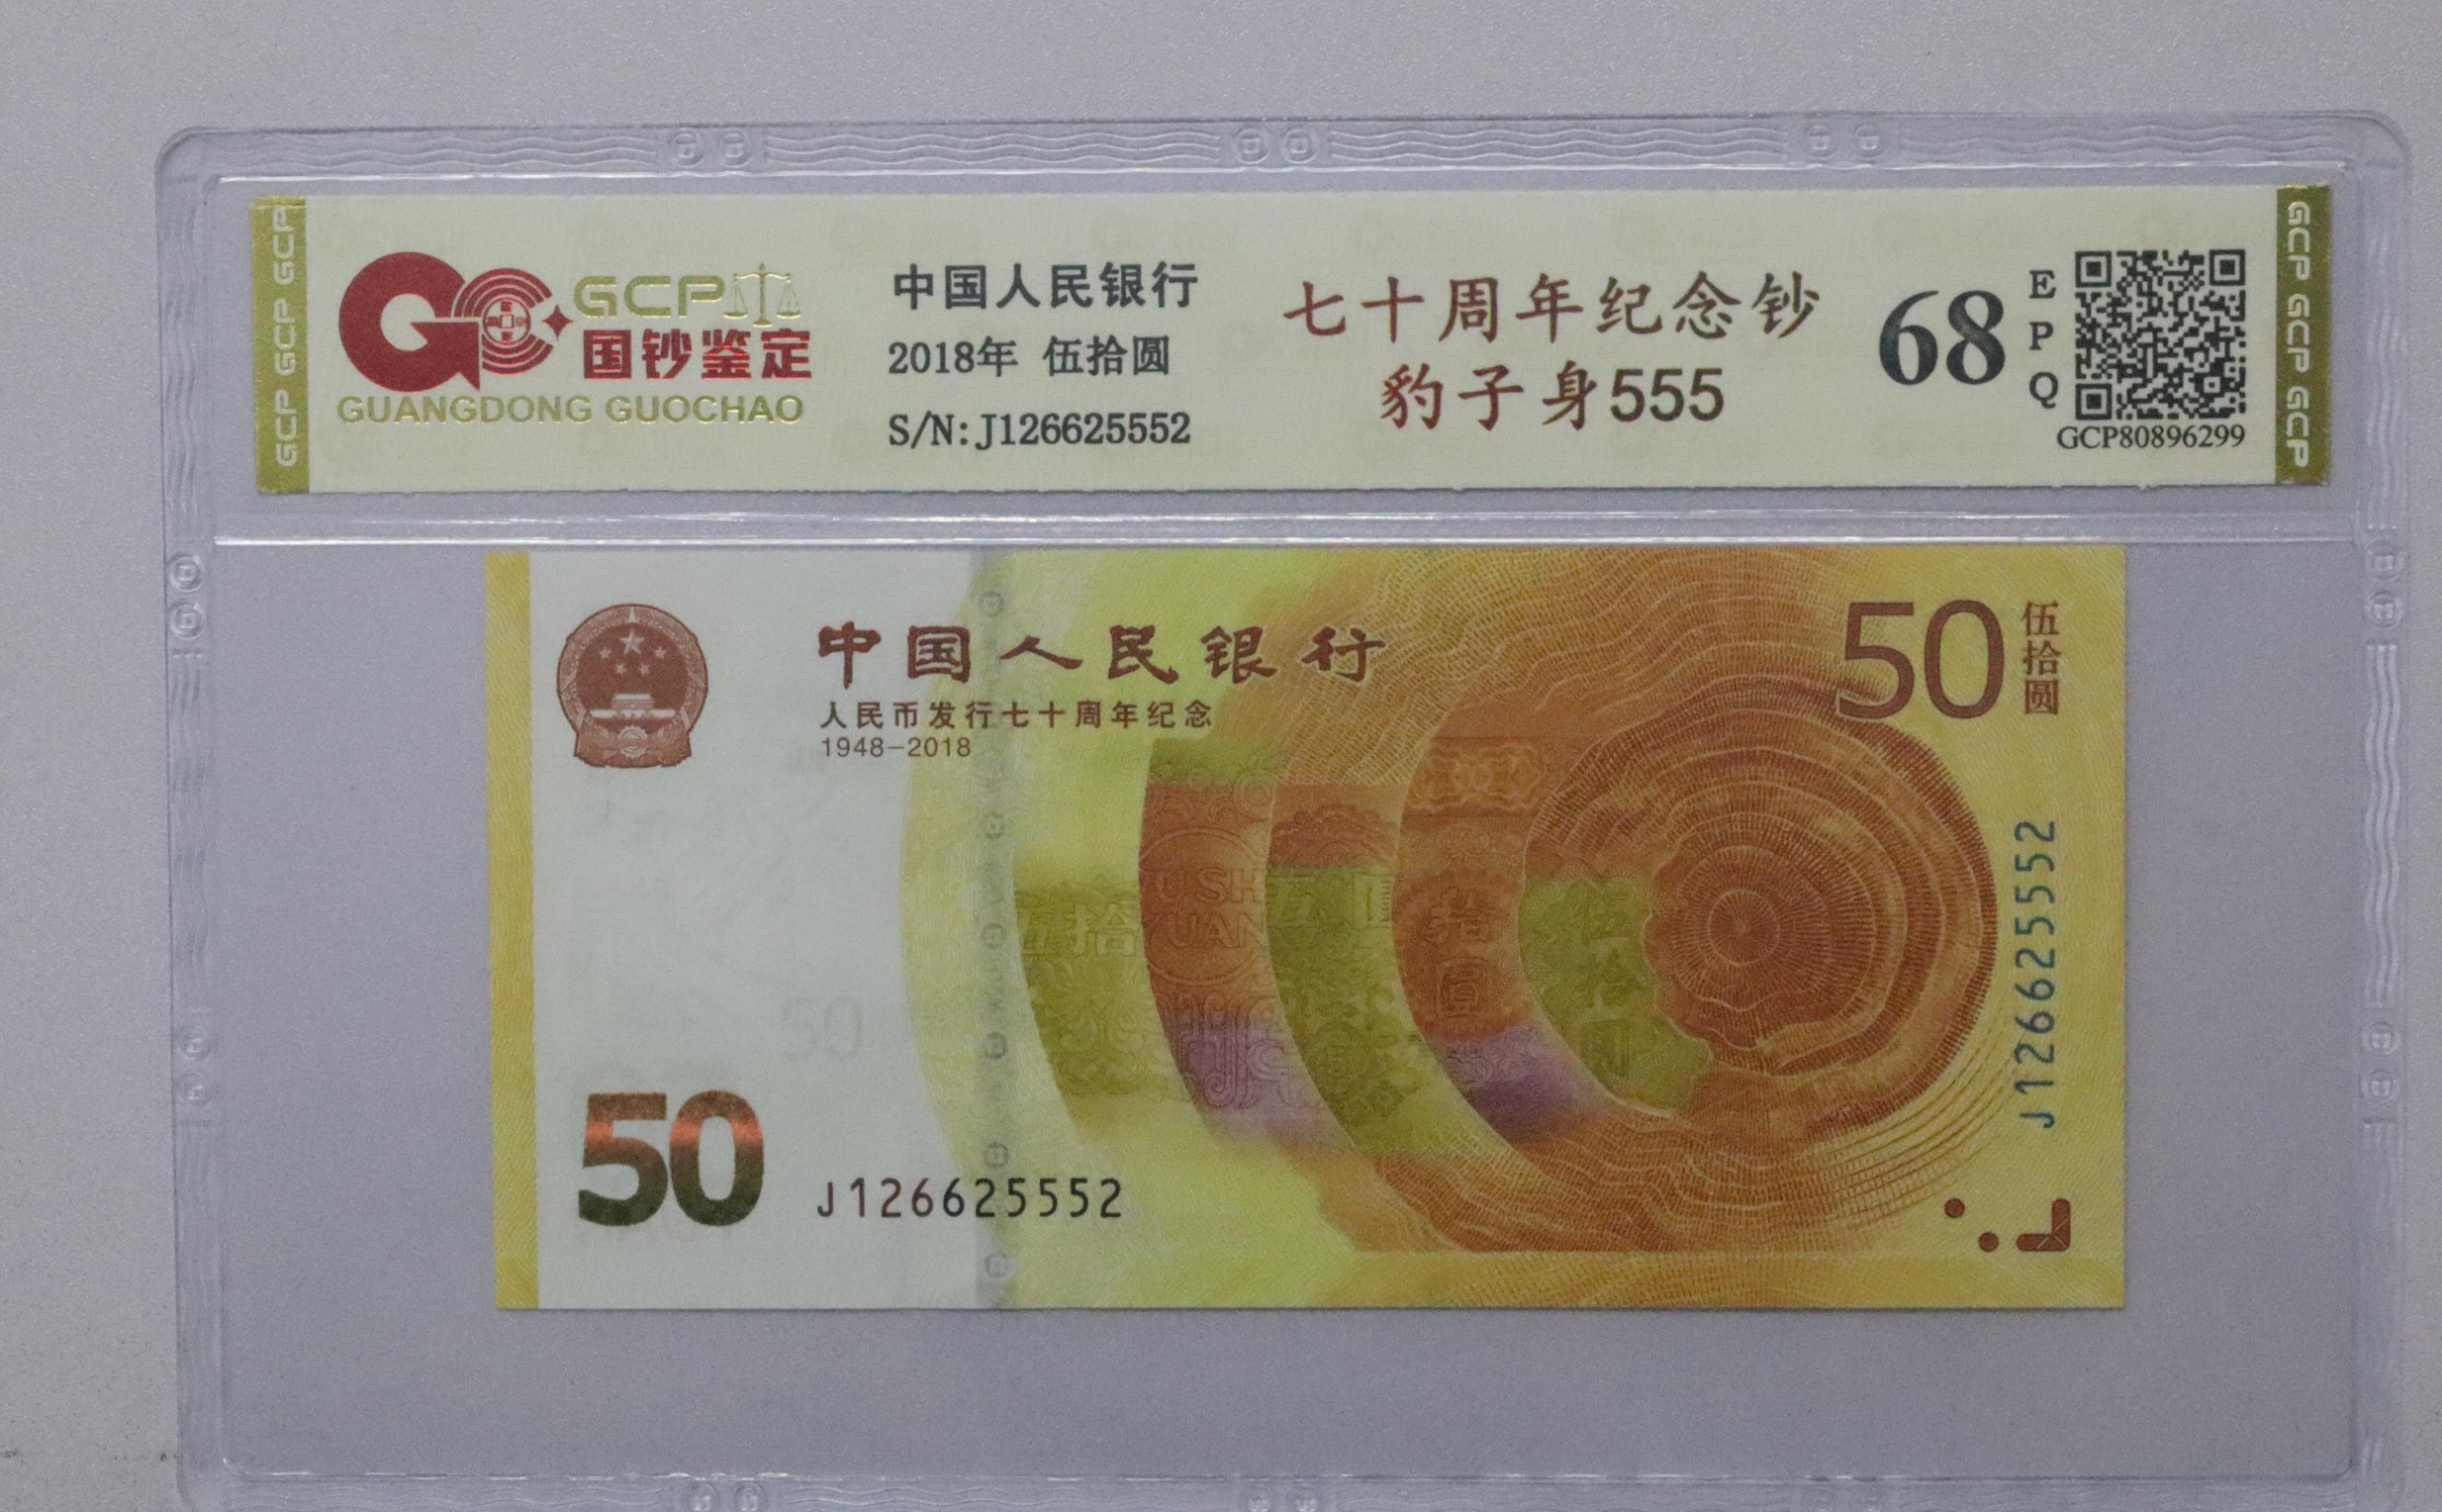 GCP GCP GCP
GCP
国钞鉴定
GUANGDONG GUOCHAO
中国人民银行
2018年 伍拾圆
S/N:J126625552
七十周年纪念钞
豹子身555
68
E
P
Q
GCP80896299
GCP GCP GCP
中国人民银行
人民币发行七十周年纪念
1948-2018
50
伍拾圆
50
50
J126625552
J126625552